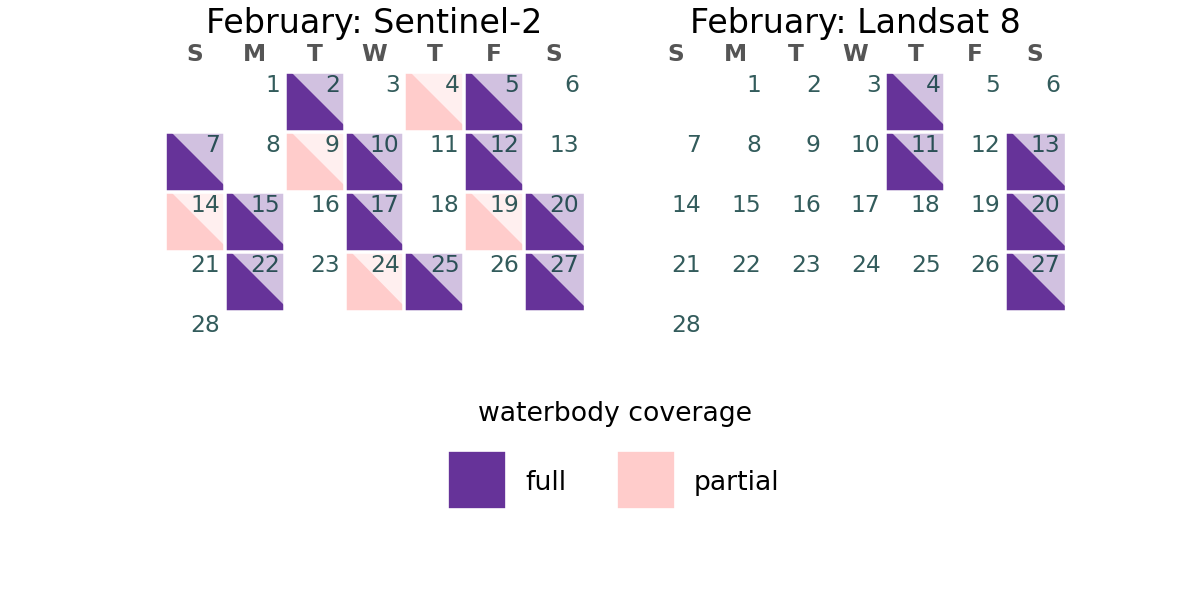 February: Sentinel-2
S M T W T F S
1 2 3 4 5 6
7 8 9 10 11 12 13
14 15 16 17 18 19 20
21 22 23 24 25 26 27
28
February: Landsat 8
S M T W T F S
1 2 3 4 5 6
7 8 9 10 11 12 13
14 15 16 17 18 19 20
21 22 23 24 25 26 27
28
waterbody coverage
full partial